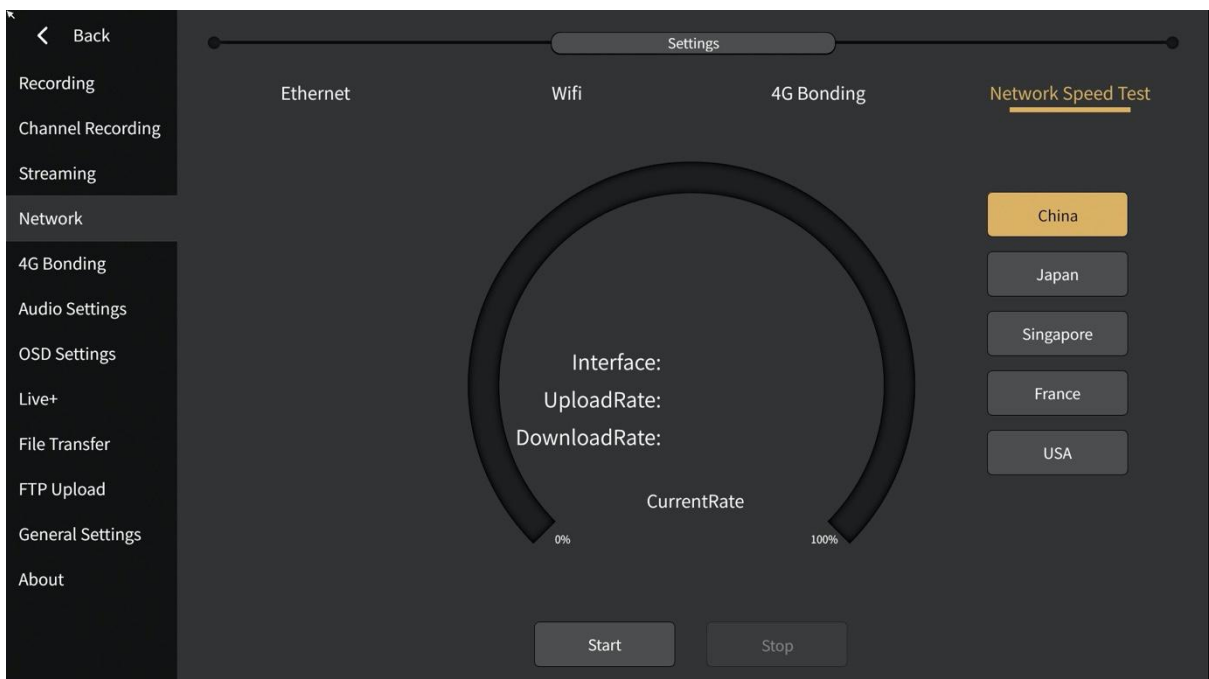 Back
Settings
Recording
Channel Recording
Streaming
Network
4G Bonding
Audio Settings
OSD Settings
Live+
File Transfer
FTP Upload
General Settings
About
Ethernet
Wifi
4G Bonding
Network Speed Test
Interface:
UploadRate:
DownloadRate:
CurrentRate
0%
100%
China
Japan
Singapore
France
USA
Start
Stop